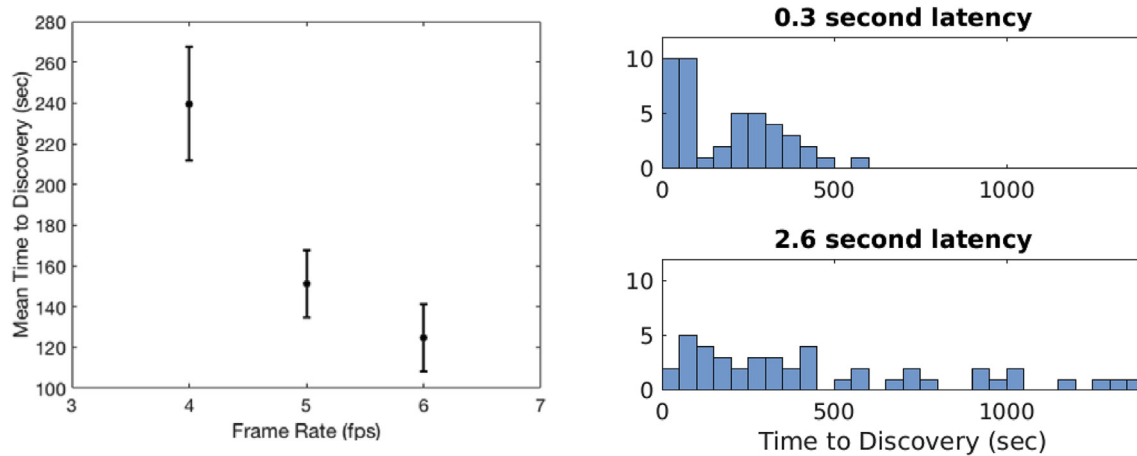 280
260
240
220
200
180
160
140
120
100
3 4 5 6 7
Mean Time to Discovery (sec)
Frame Rate (fps)
0.3 second latency
10
5
0
0 500 1000
2.6 second latency
10
5
0
0 500 1000
Time to Discovery (sec)